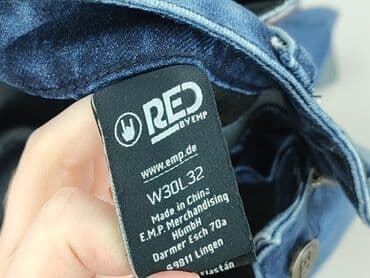 RED
BY EMP
www.emp.de
W30L32
Made in China
E.M.P. Merchandising
HGmbH
Darmer Esch 70a
49811 Lingen